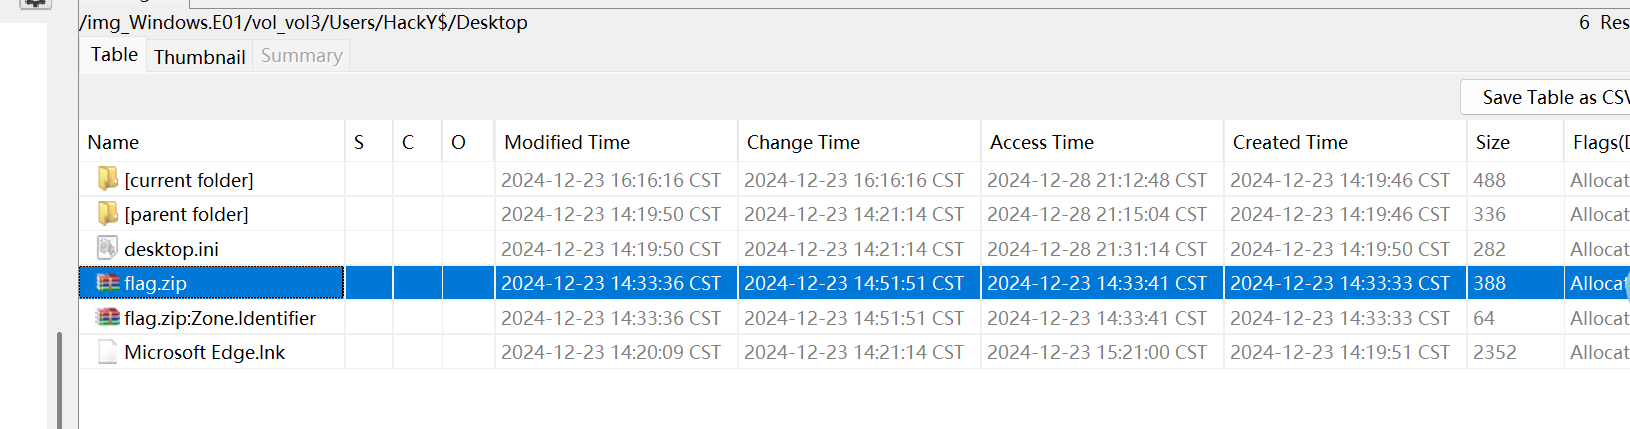 /img_Windows.E01/vol_vol3/Users/HackY$/Desktop 6 Res
Table Thumbnail Summary
Save Table as CSV
Name S C O Modified Time Change Time Access Time Created Time Size Flags(D
[current folder] 2024-12-23 16:16:16 CST 2024-12-23 16:16:16 CST 2024-12-28 21:12:48 CST 2024-12-23 14:19:46 CST 488 Allocat
[parent folder] 2024-12-23 14:19:50 CST 2024-12-23 14:21:14 CST 2024-12-28 21:15:04 CST 2024-12-23 14:19:46 CST 336 Allocat
desktop.ini 2024-12-23 14:19:50 CST 2024-12-23 14:21:14 CST 2024-12-28 21:31:14 CST 2024-12-23 14:19:50 CST 282 Allocat
flag.zip 2024-12-23 14:33:36 CST 2024-12-23 14:51:51 CST 2024-12-23 14:33:41 CST 2024-12-23 14:33:33 CST 388 Allocat
flag.zip:Zone.Identifier 2024-12-23 14:33:36 CST 2024-12-23 14:51:51 CST 2024-12-23 14:33:41 CST 2024-12-23 14:33:33 CST 64 Allocat
Microsoft Edge.lnk 2024-12-23 14:20:09 CST 2024-12-23 14:21:14 CST 2024-12-23 15:21:00 CST 2024-12-23 14:19:51 CST 2352 Allocat